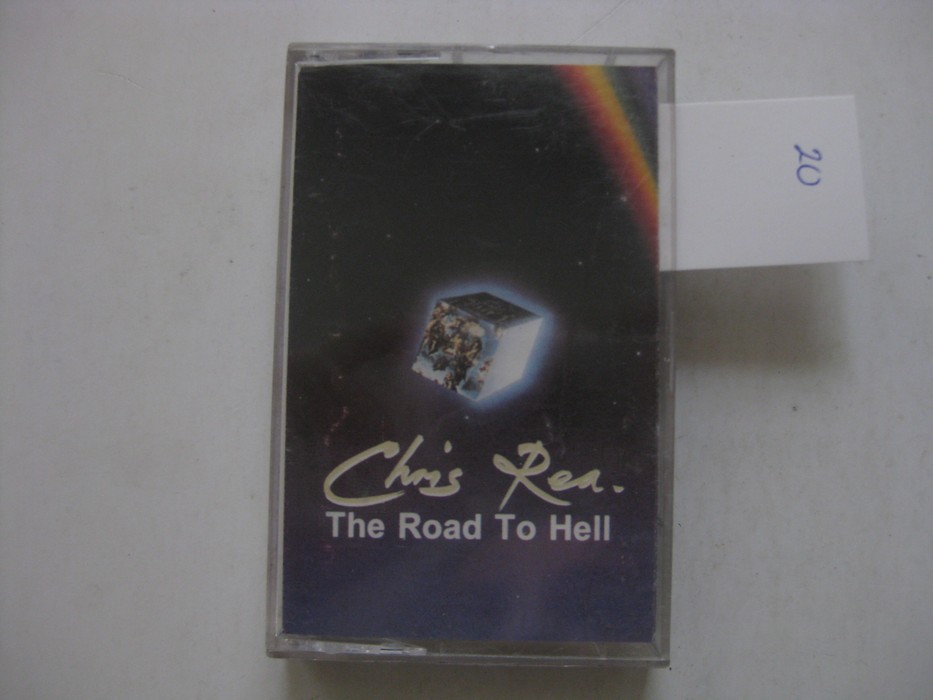 Chris Rea.
The Road To Hell
20